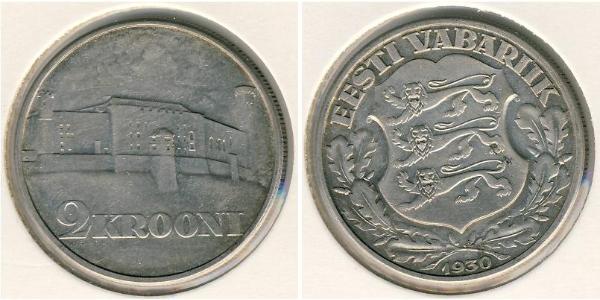 2 KROONI
EESTI VABARIIK
1930